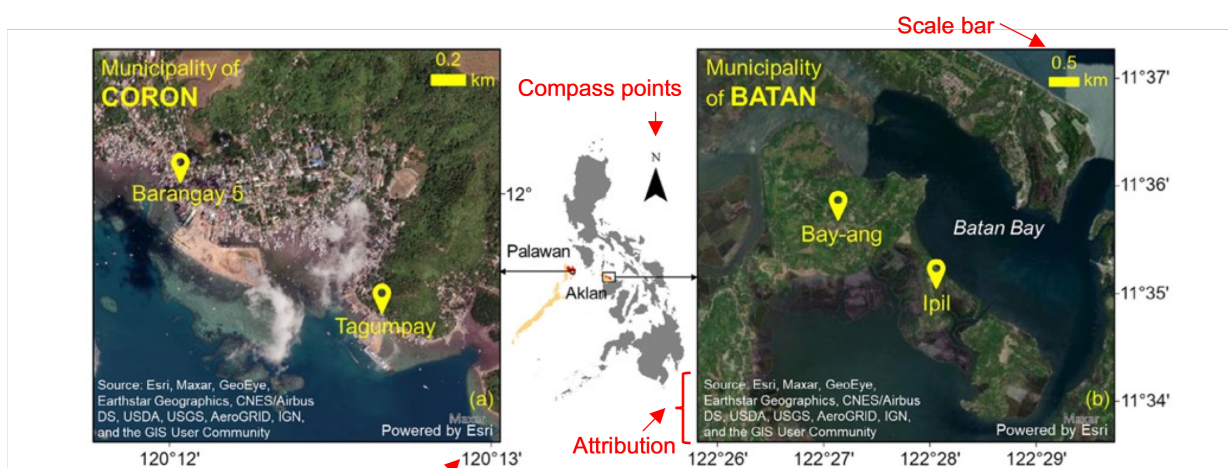 Scale bar
Municipality of
CORON
0.2
km
Barangay 5
Tagumpay
Source: Esri, Maxar, GeoEye,
Earthstar Geographics, CNES/Airbus
DS, USDA, USGS, AeroGRID, IGN,
and the GIS User Community
(a)
Maxar
Powered by Esri
12°
120°12'
120°13'
Compass points
N
Palawan
Aklan
Attribution
Municipality
of BATAN
0.5
km
Bay-ang
Batan Bay
Ipil
Source: Esri, Maxar, GeoEye,
Earthstar Geographics, CNES/Airbus
DS, USDA, USGS, AeroGRID, IGN,
and the GIS User Community
(b)
Maxar
Powered by Esri
11°37'
11°36'
11°35'
11°34'
122°26'
122°27'
122°28'
122°29'